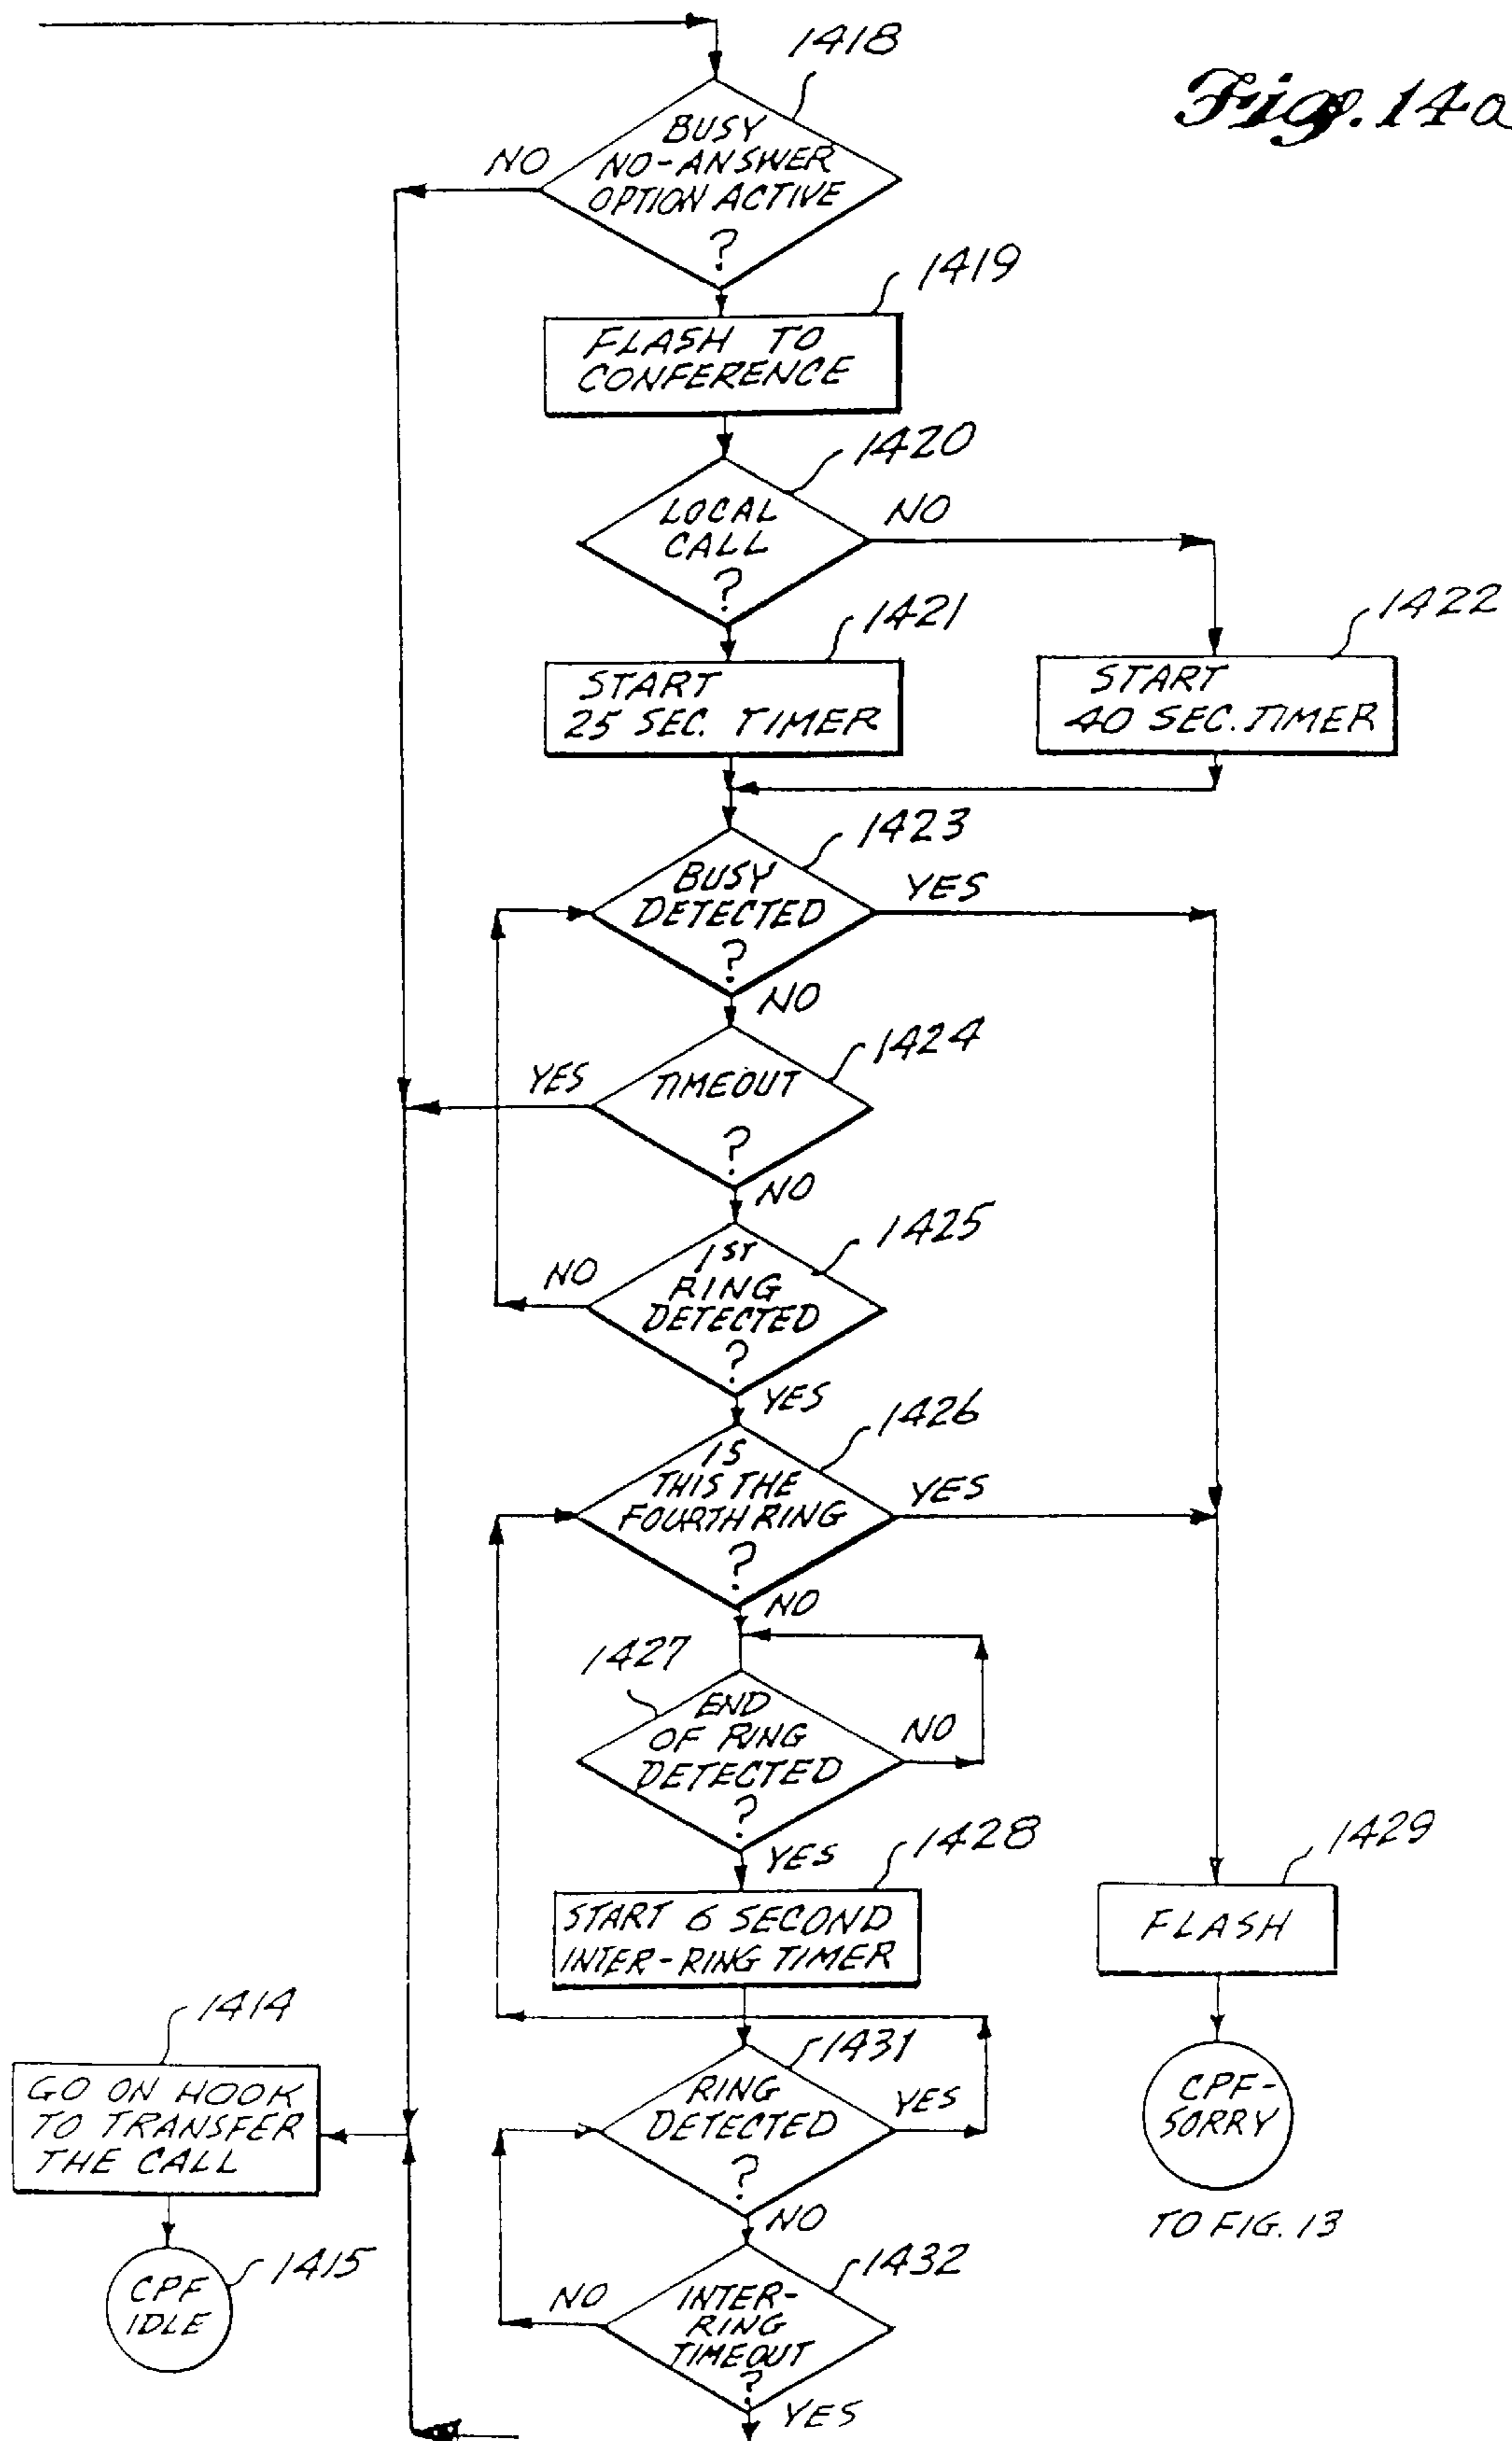 Fig. 14a
1418
BUSY
NO-ANSWER
OPTION ACTIVE
?
NO
1419
FLASH TO
CONFERENCE
1420
LOCAL
CALL
?
NO
1421
START
25 SEC. TIMER
1422
START
40 SEC. TIMER
1423
BUSY
DETECTED
?
YES
NO
1424
TIMEOUT
?
YES
NO
1425
1ST
RING
DETECTED
?
NO
YES
1426
IS
THIS THE
FOURTH RING
?
YES
NO
1427
END
OF RING
DETECTED
?
NO
YES
1428
START 6 SECOND
INTER-RING TIMER
1429
FLASH
CPF-
SORRY
TO FIG. 13
1431
RING
DETECTED
?
YES
NO
1432
INTER-
RING
TIMEOUT
?
NO
YES
1414
GO ON HOOK
TO TRANSFER
THE CALL
1415
CPF
IDLE